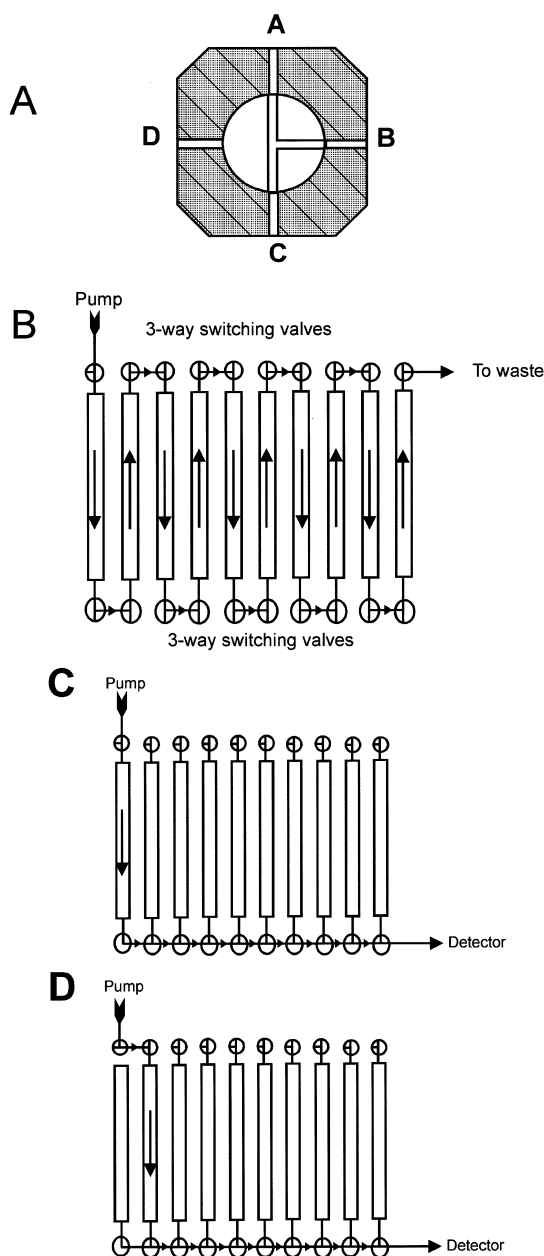 A
A
D
B
C
B
Pump
3-way switching valves
To waste
3-way switching valves
C
Pump
Detector
D
Pump
Detector